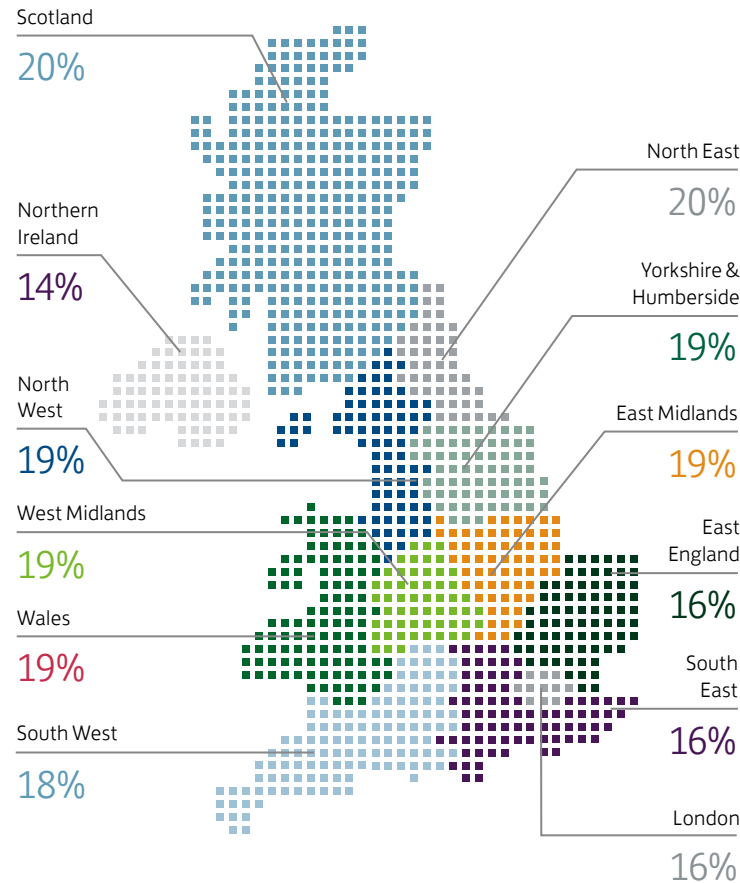 Scotland
20%
Northern
Ireland
14%
North
West
19%
West Midlands
19%
Wales
19%
South West
18%
North East
20%
Yorkshire &
Humberside
19%
East Midlands
19%
East
England
16%
South
East
16%
London
16%